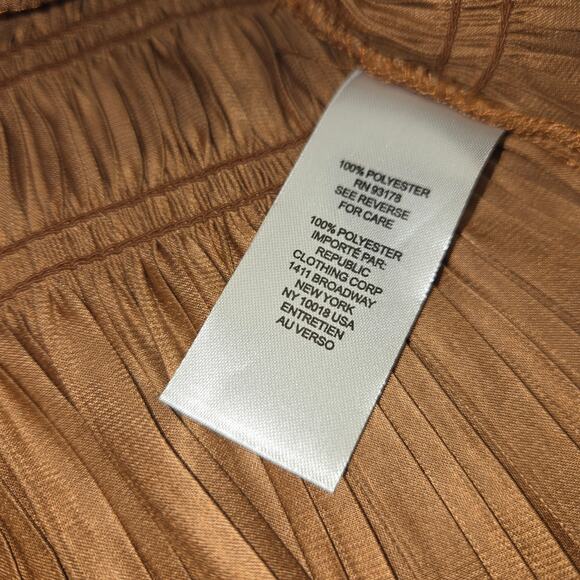 100% POLYESTER
RN 93178
SEE REVERSE
FOR CARE
100% POLYESTER
IMPORTÉ PAR:
REPUBLIC
CLOTHING CORP
1411 BROADWAY
NEW YORK
NY 10018 USA
ENTRETIEN
AU VERSO